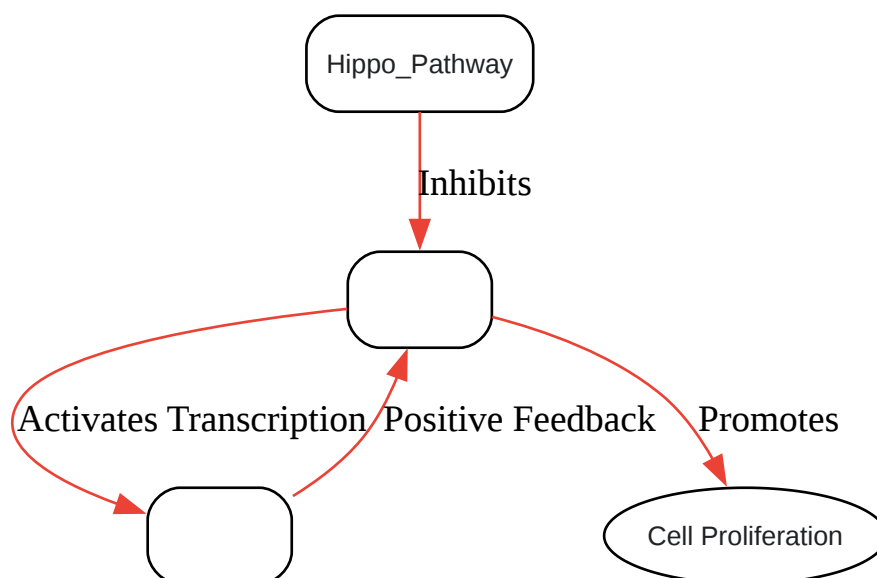 Hippo_Pathway
Inhibits
Activates Transcription
Positive Feedback
Promotes
Cell Proliferation